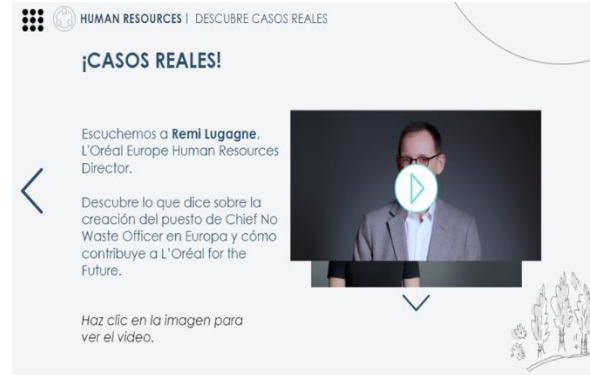 HUMAN RESOURCES | DESCUBRE CASOS REALES
¡CASOS REALES!
Escuchemos a Remi Lugagne,
L'Oréal Europe Human Resources
Director.
Descubre lo que dice sobre la
creación del puesto de Chief No
Waste Officer en Europa y cómo
contribuye a L'Oréal for the
Future.
Haz clic en la imagen para
ver el video.